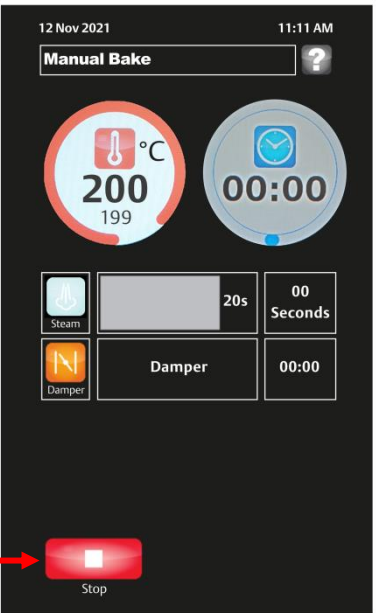 12 Nov 2021 11:11 AM
Manual Bake ?
°C
200
199
00:00
Steam 20s 00 Seconds
Damper Damper 00:00
Stop